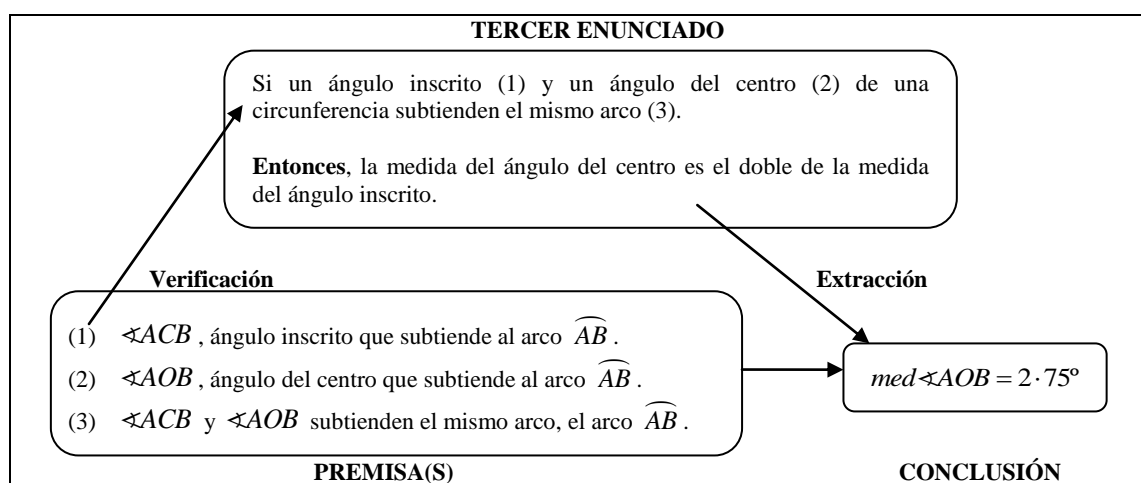 TERCER ENUNCIADO
Si un ángulo inscrito (1) y un ángulo del centro (2) de una
circunferencia subtienden el mismo arco (3).
Entonces, la medida del ángulo del centro es el doble de la medida
del ángulo inscrito.
Verificación
Extracción
(1) ∢ACB , ángulo inscrito que subtiende al arco A͡B .
(2) ∢AOB , ángulo del centro que subtiende al arco A͡B .
(3) ∢ACB y ∢AOB subtienden el mismo arco, el arco A͡B .
med∢AOB = 2·75º
PREMISA(S)
CONCLUSIÓN